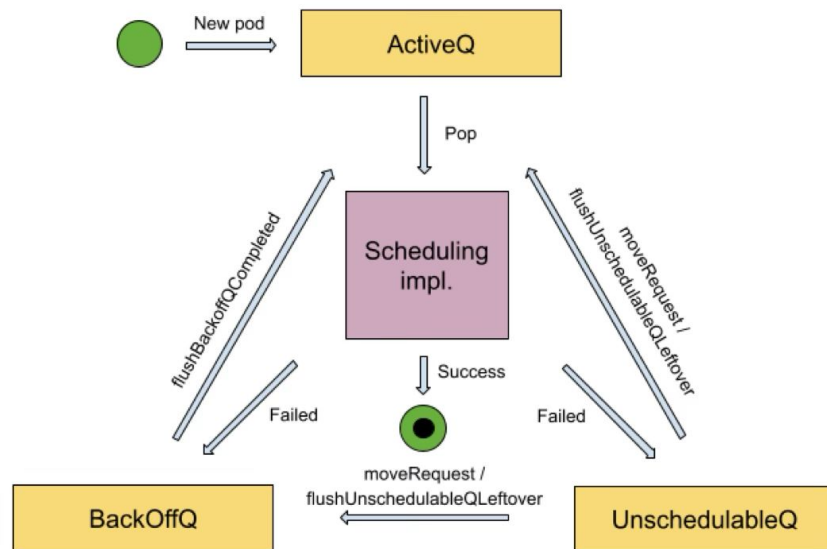 New pod
ActiveQ
Pop
flushBackoffQCompleted
Scheduling
impl.
moveRequest /
flushUnschedulableQLeftover
Success
Failed
Failed
moveRequest /
flushUnschedulableQLeftover
BackOffQ
UnschedulableQ